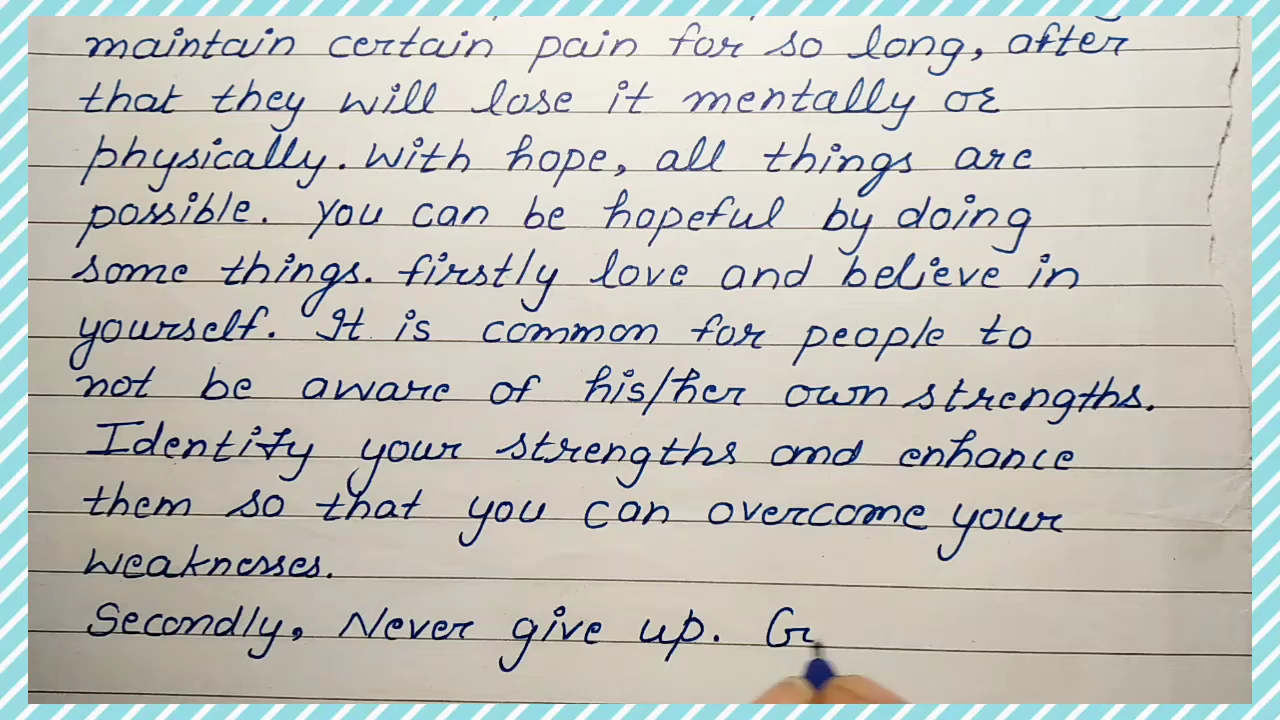 maintain certain pain for so long, after
that they will lose it mentally or
physically. With hope, all things are
possible. You can be hopeful by doing
some things. firstly love and believe in
yourself. It is common for people to
not be aware of his/her own strengths.
Identify your strengths and enhance
them so that you can overcome your
weaknesses.
Secondly, Never give up. Gr